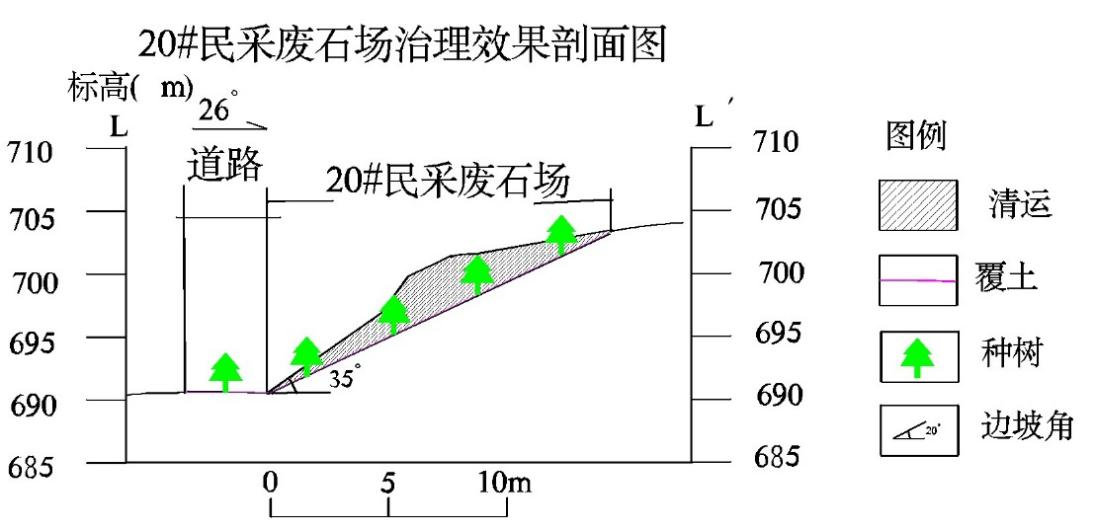 20#民采废石场治理效果剖面图
标高( m)
26°
L
L′
道路
20#民采废石场
710
705
700
695
690
685
710
705
700
695
690
685
35°
0 5 10m
图例
清运
覆土
种树
20°
边坡角